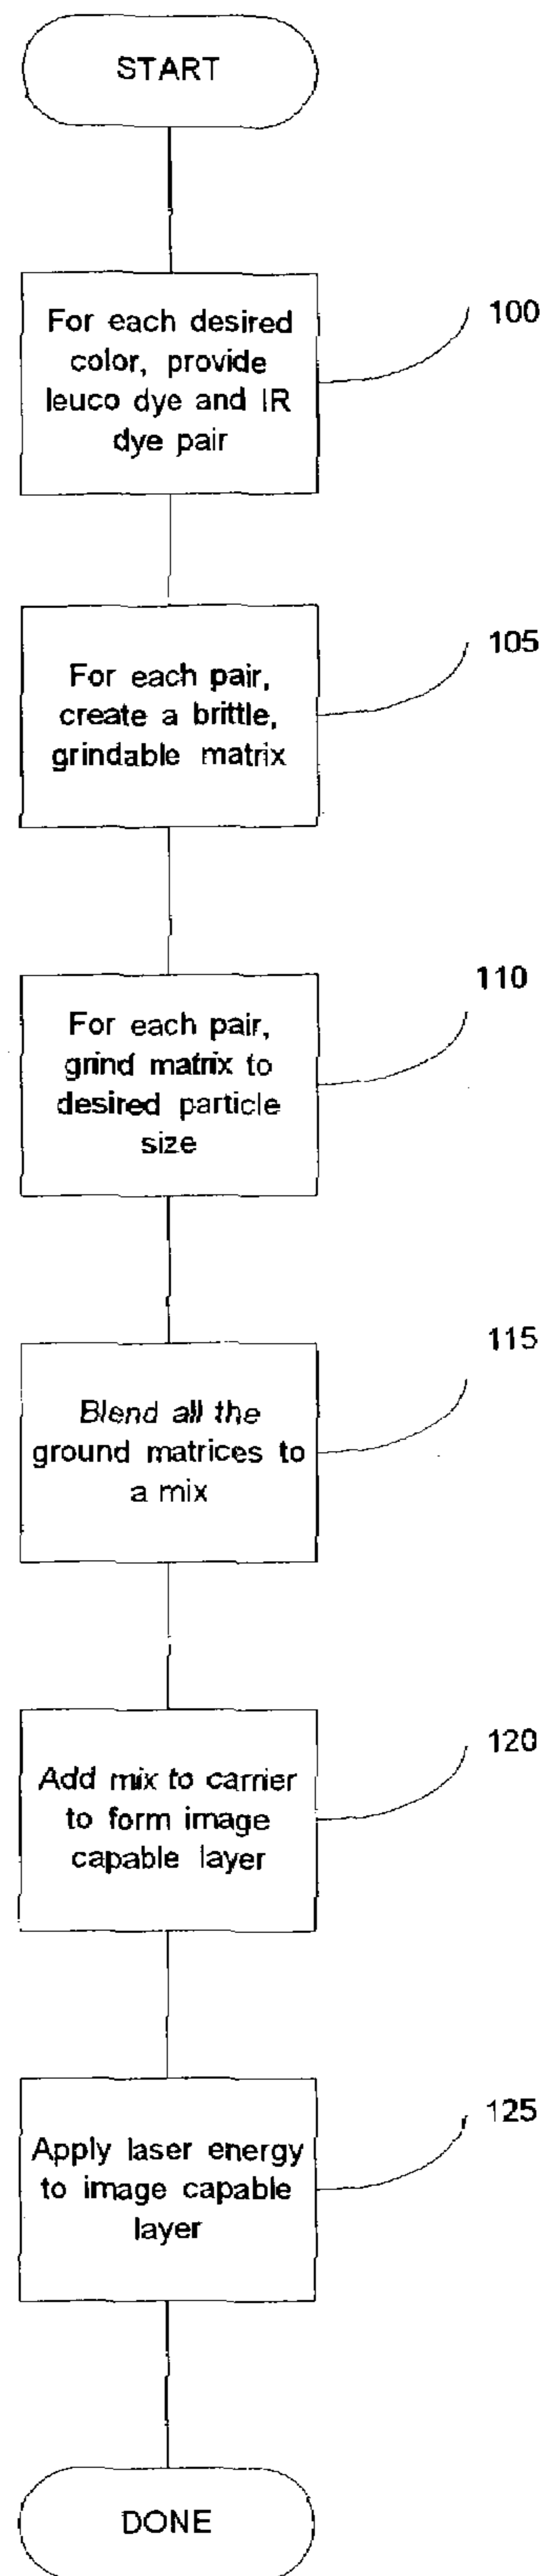 START
For each desired
color, provide
leuco dye and IR
dye pair
100
For each pair,
create a brittle,
grindable matrix
105
For each pair,
grind matrix to
desired particle
size
110
Blend all the
ground matrices to
a mix
115
Add mix to carrier
to form image
capable layer
120
Apply laser energy
to image capable
layer
125
DONE